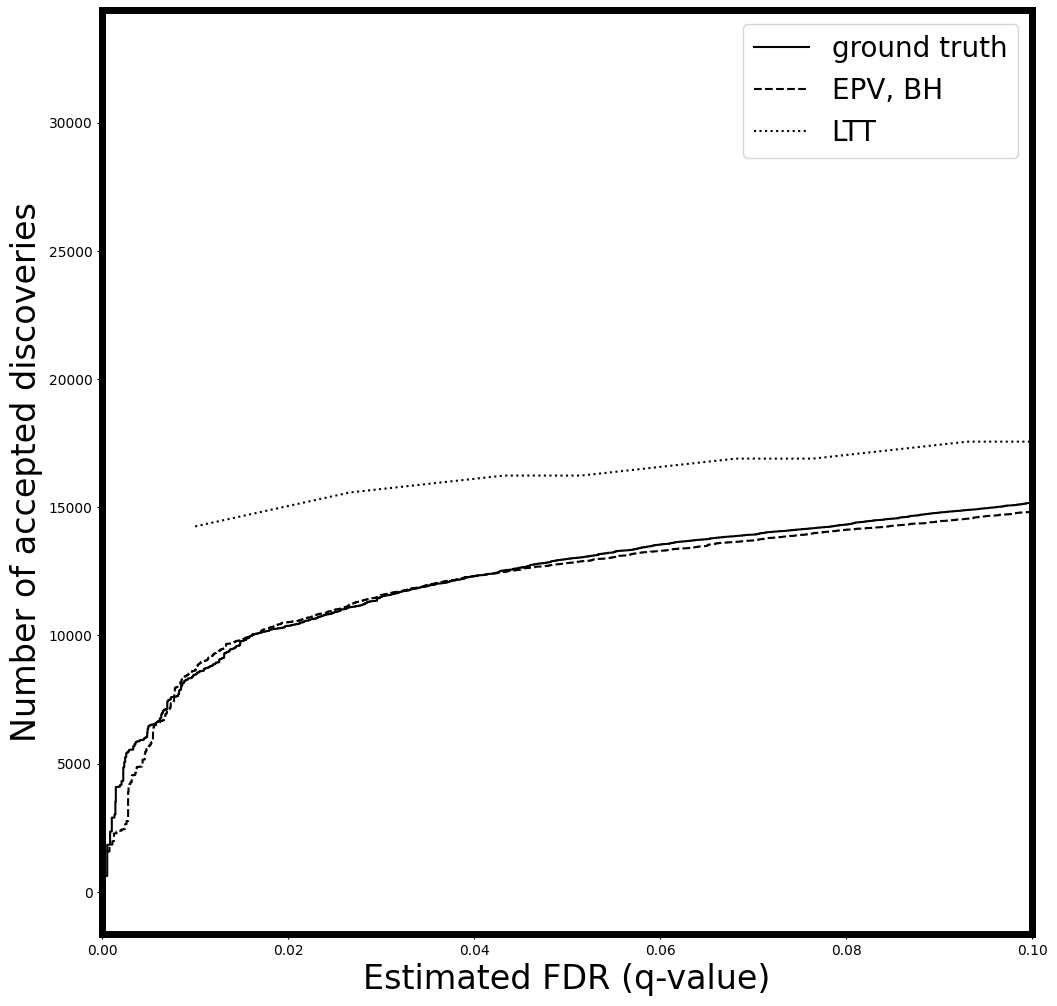 ground truth
EPV, BH
LTT
30000
25000
20000
15000
10000
5000
0
Number of accepted discoveries
0.00 0.02 0.04 0.06 0.08 0.10
Estimated FDR (q-value)